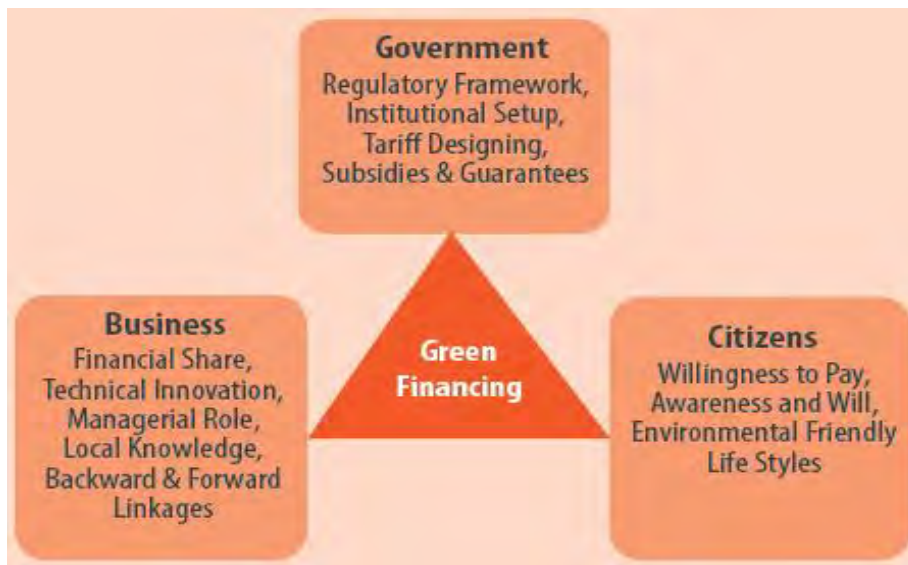 Government
Regulatory Framework,
Institutional Setup,
Tariff Designing,
Subsidies & Guarantees
Business
Financial Share,
Technical Innovation,
Managerial Role,
Local Knowledge,
Backward & Forward
Linkages
Green
Financing
Citizens
Willingness to Pay,
Awareness and Will,
Environmental Friendly
Life Styles